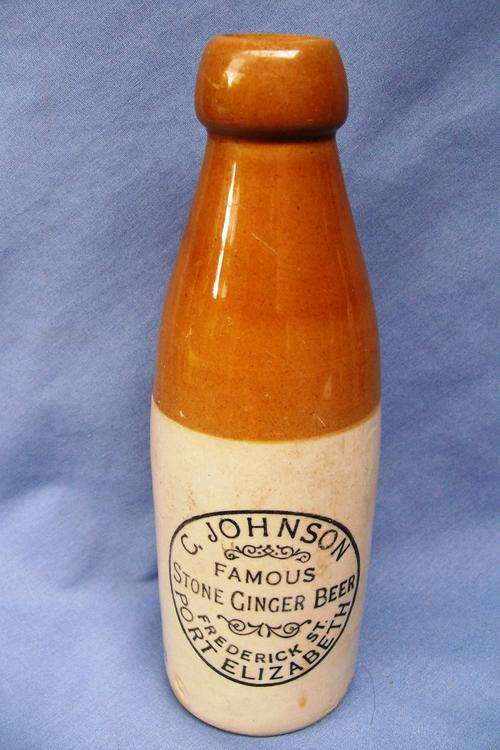 C. JOHNSON
FAMOUS
STONE GINGER BEER
FREDERICK ST.
PORT ELIZABETH